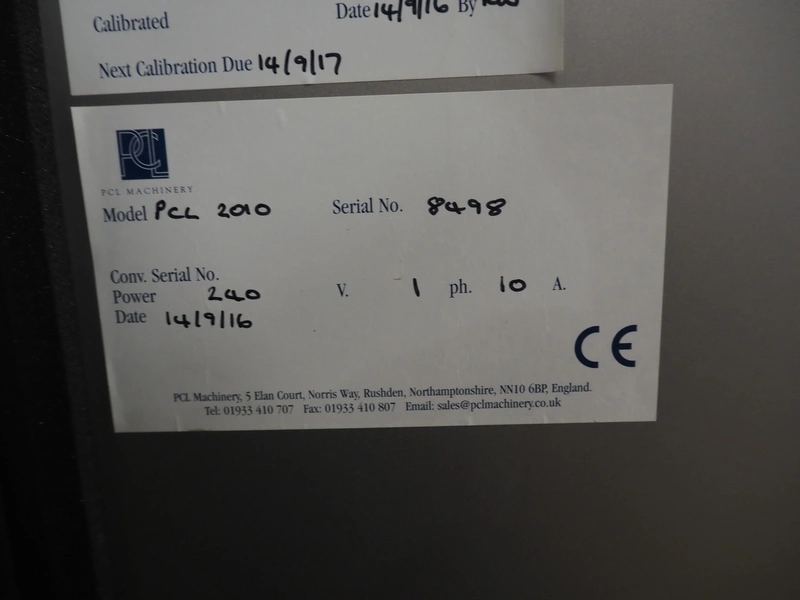 Calibrated Date 14/9/16 By
Next Calibration Due 14/9/17
PCL
PCL MACHINERY
Model PCL 2010 Serial No. 8498
Conv. Serial No.
Power 240 V. 1 ph. 10 A.
Date 14/9/16
CE
PCL Machinery, 5 Elan Court, Norris Way, Rushden, Northamptonshire, NN10 6BP, England.
Tel: 01933 410 707 Fax: 01933 410 807 Email: sales@pclmachinery.co.uk